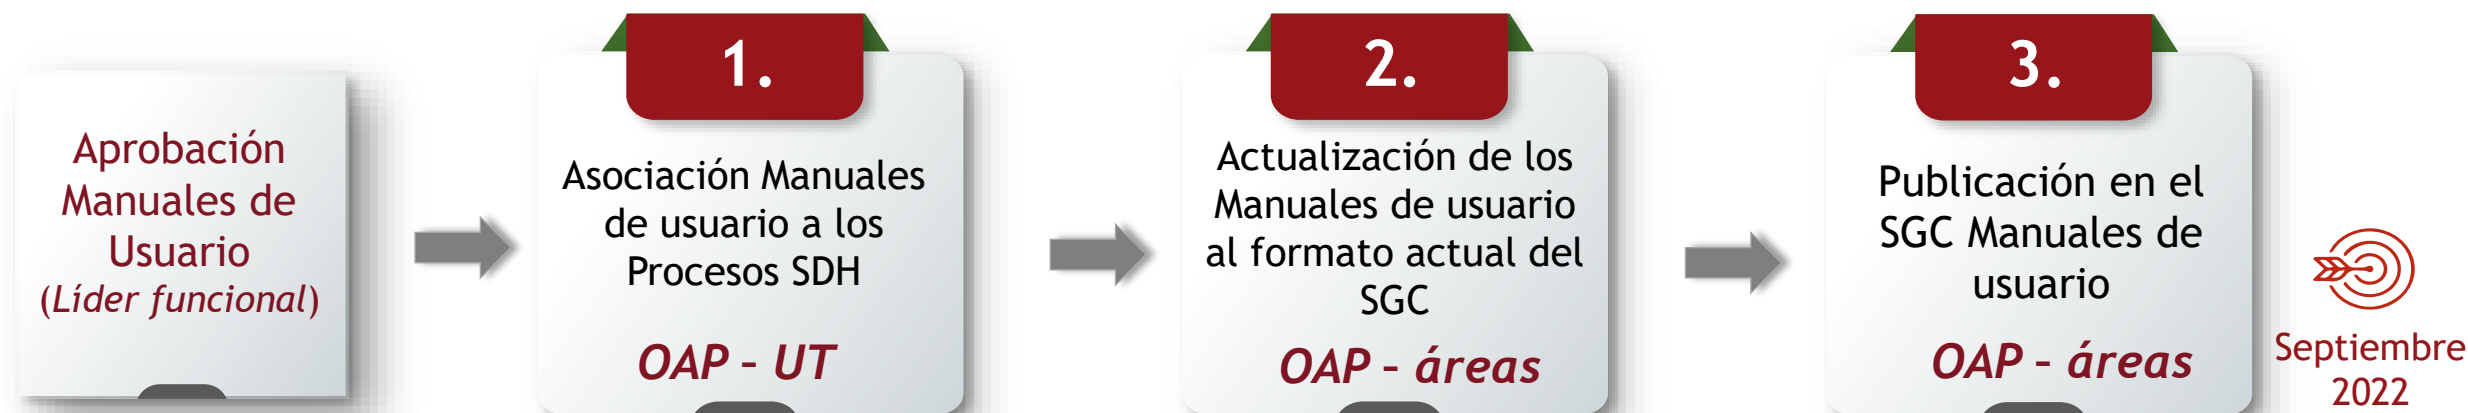 Aprobación
Manuales de
Usuario
(Líder funcional)
1.
Asociación Manuales
de usuario a los
Procesos SDH
OAP – UT
2.
Actualización de los
Manuales de usuario
al formato actual del
SGC
OAP – áreas
3.
Publicación en el
SGC Manuales de
usuario
OAP – áreas
Septiembre
2022